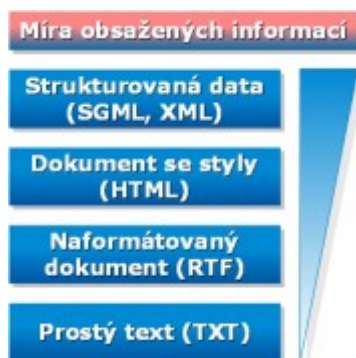 Míra obsažených informací
Strukturovaná data
(SGML, XML)
Dokument se styly
(HTML)
Naformátovaný
dokument (RTF)
Prostý text (TXT)